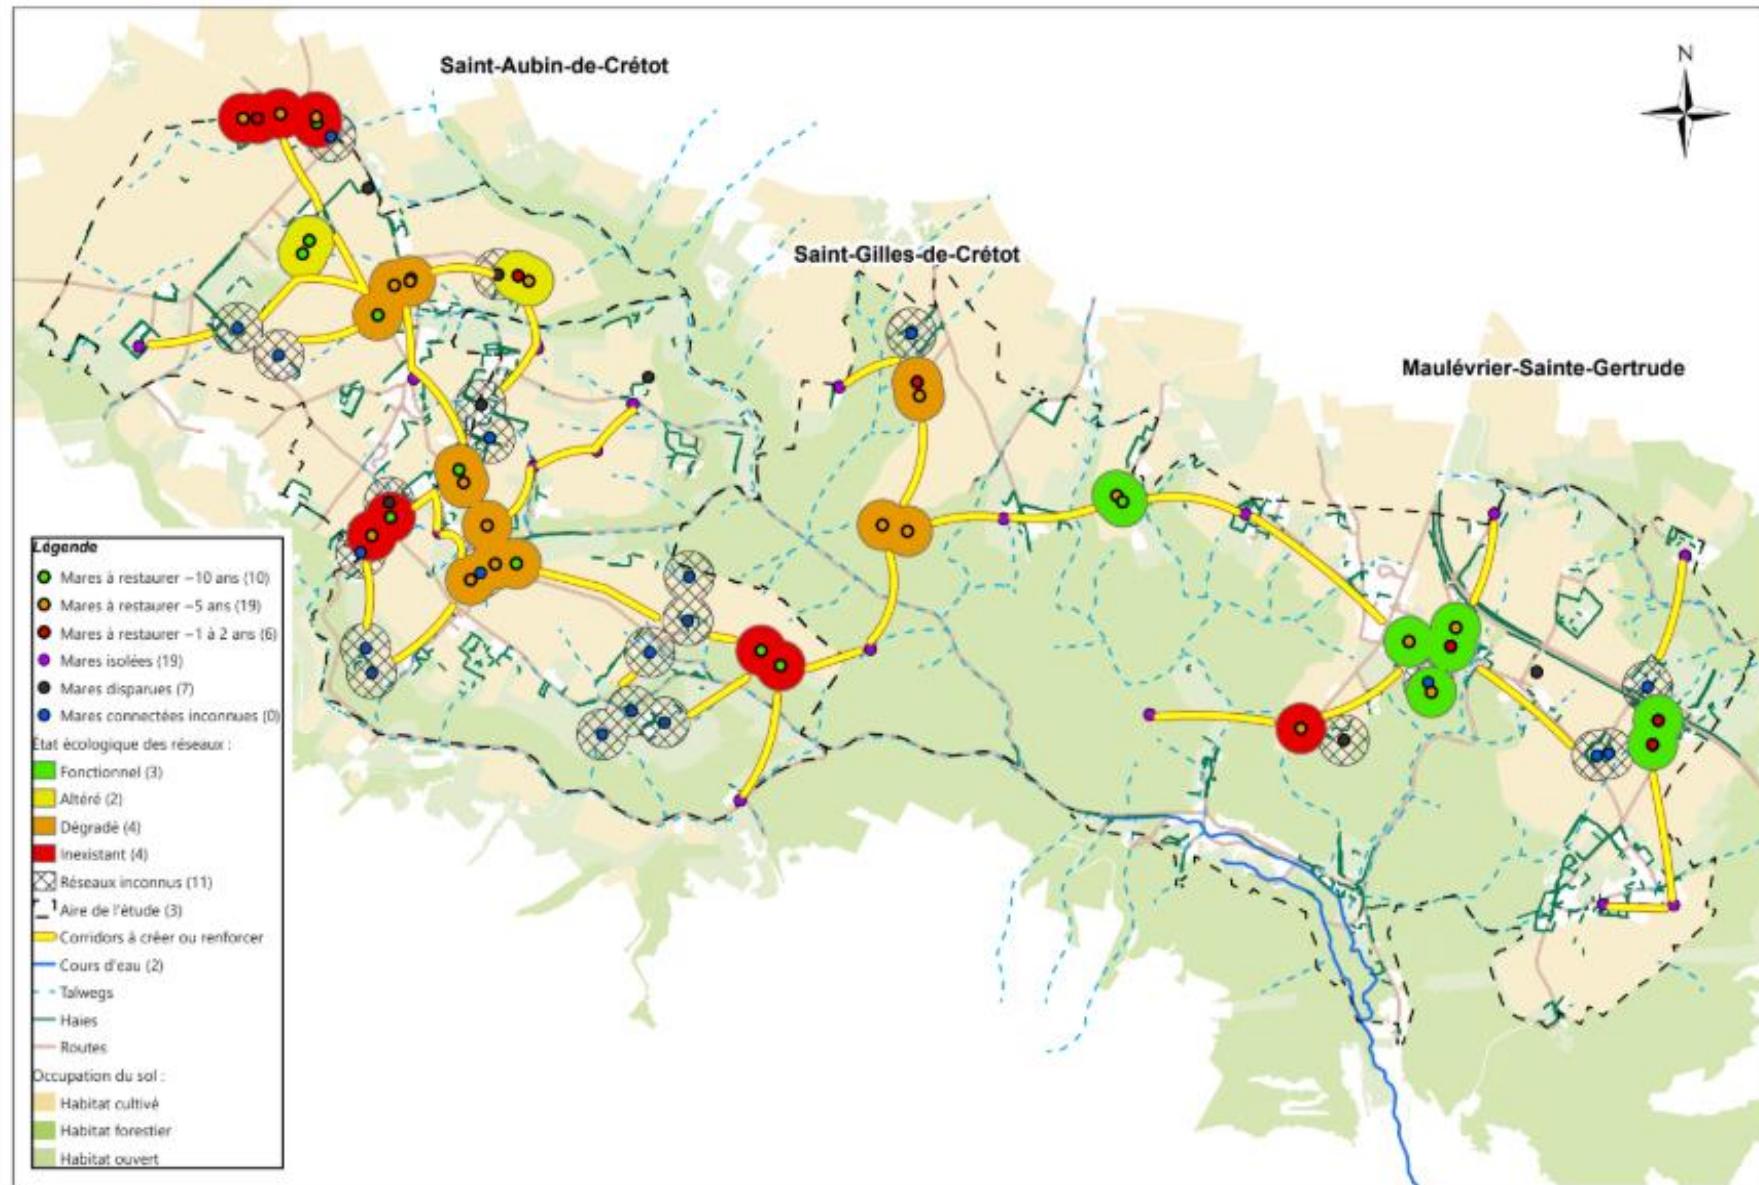 Saint-Aubin-de-Crétot
N
Saint-Gilles-de-Crétot
Maulévrier-Sainte-Gertrude
Légende
Mares à restaurer ~10 ans (10)
Mares à restaurer ~5 ans (19)
Mares à restaurer ~1 à 2 ans (6)
Mares isolées (19)
Mares disparues (7)
Mares connectées inconnues (0)
Etat écologique des réseaux :
Fonctionnel (3)
Altéré (2)
Dégradé (4)
Inexistant (4)
Réseaux inconnus (11)
Aire de l'étude (3)
Corridors à créer ou renforcer
Cours d'eau (2)
Talwegs
Haies
Routes
Occupation du sol :
Habitat cultivé
Habitat forestier
Habitat ouvert